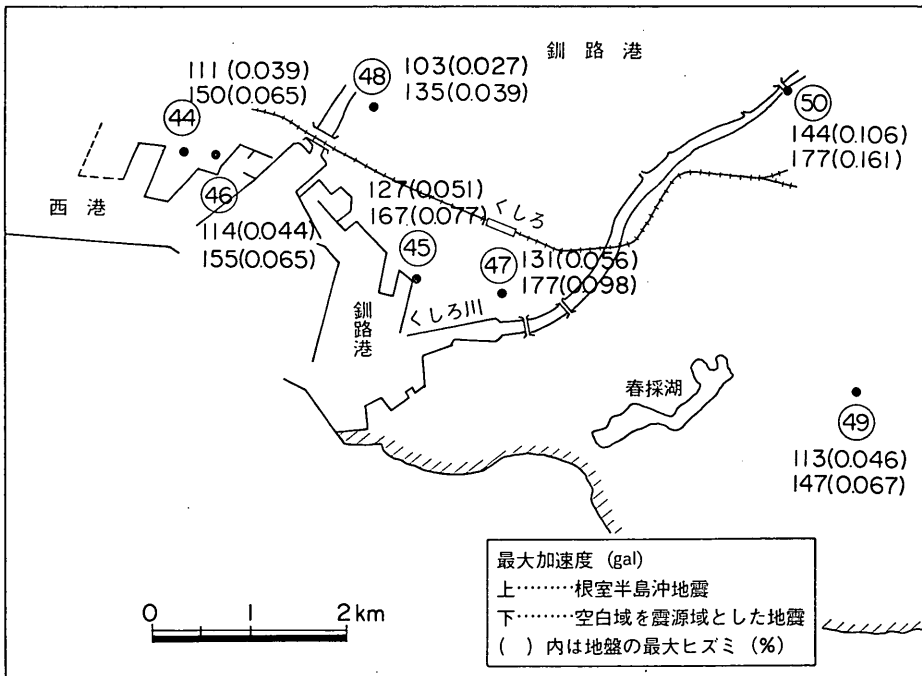 釧路港
111(0.039)
150(0.065)
44
48
103(0.027)
135(0.039)
50
144(0.106)
177(0.161)
西港
46
114(0.044)
155(0.065)
127(0.051)
167(0.077)
くしろ
45
47
131(0.056)
177(0.098)
くしろ川
釧路港
春採湖
49
113(0.046)
147(0.067)
0 1 2km
最大加速度 (gal)
上………根室半島沖地震
下………空白域を震源域とした地震
( )内は地盤の最大ヒズミ (%)